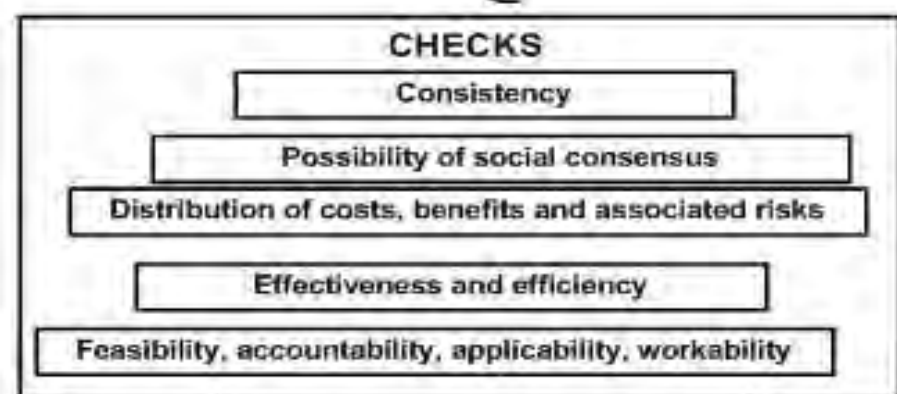 CHECKS
Consistency
Possibility of social consensus
Distribution of costs, benefits and associated risks
Effectiveness and efficiency
Feasibility, accountability, applicability, workability